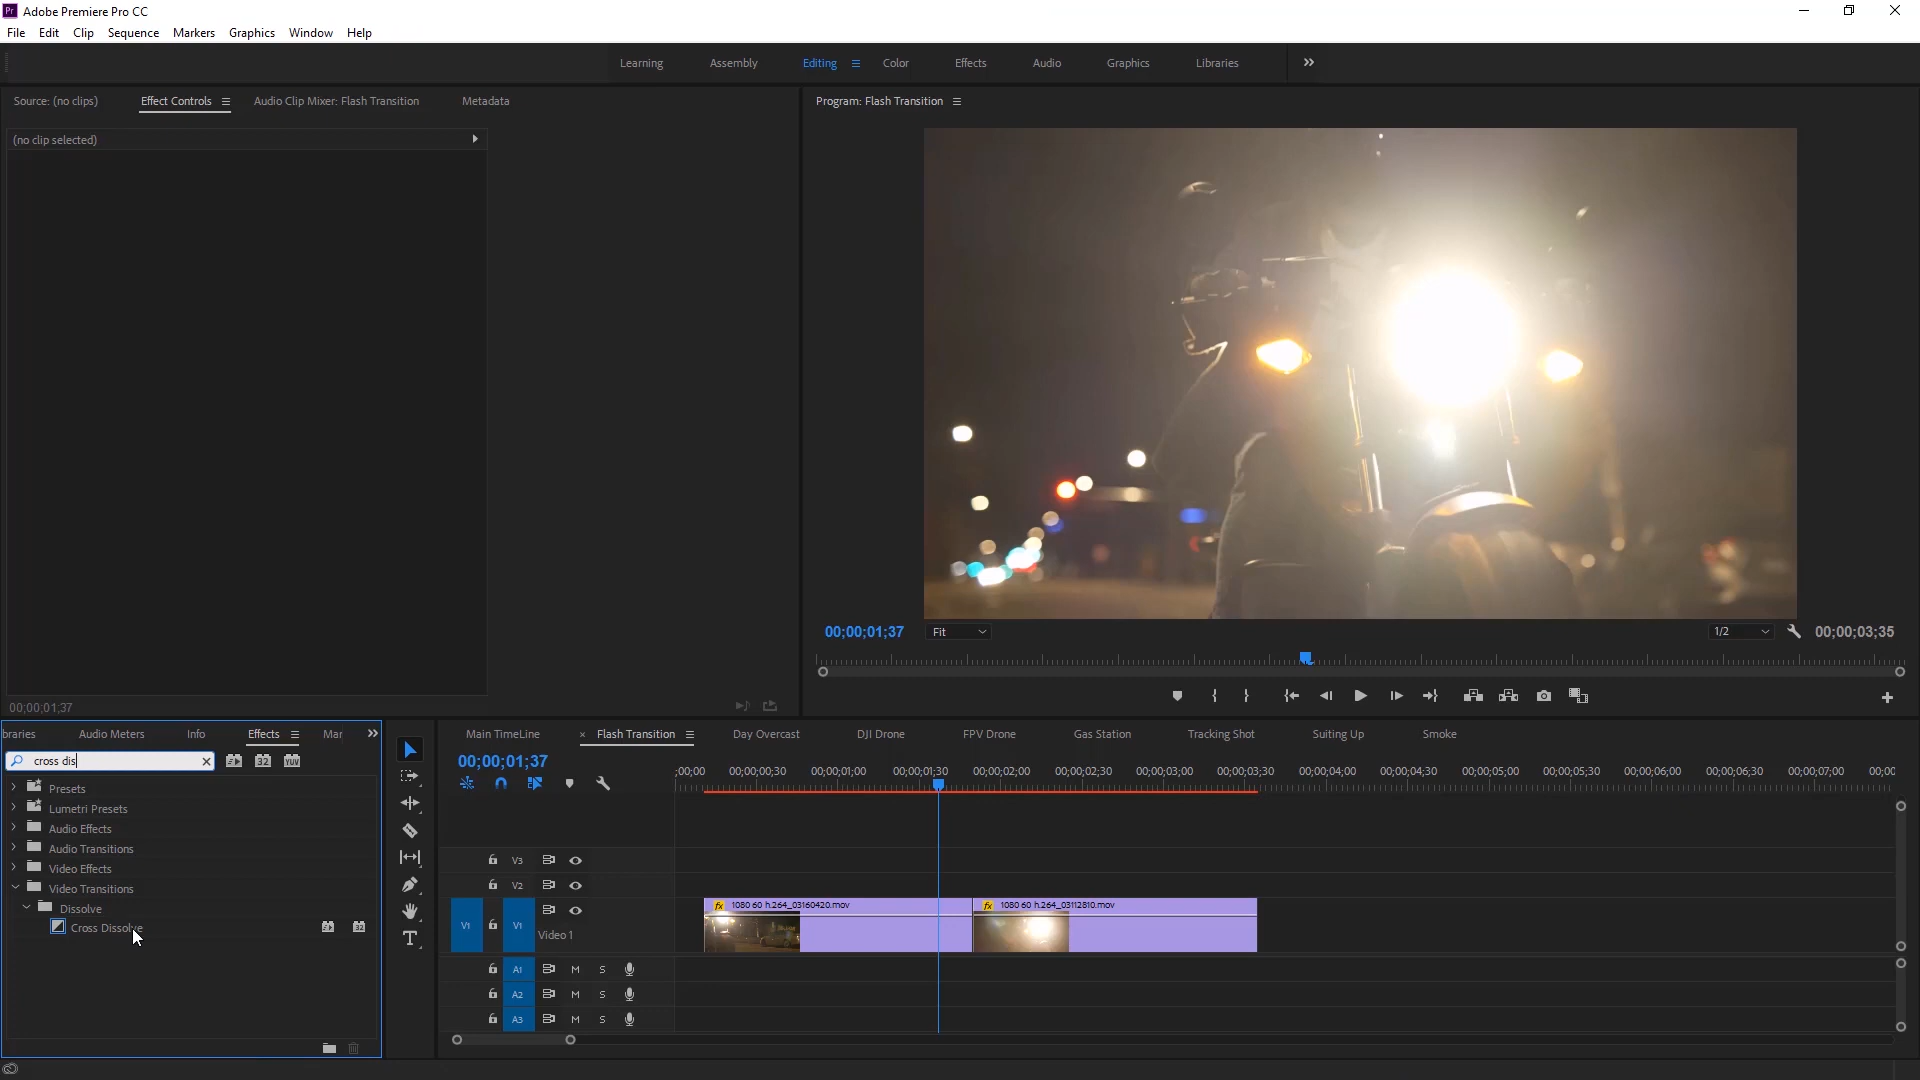 Pr Adobe Premiere Pro CC
File Edit Clip Sequence Markers Graphics Window Help
Learning Assembly Editing Color Effects Audio Graphics Libraries
Source: (no clips) Effect Controls Audio Clip Mixer: Flash Transition Metadata
Program: Flash Transition
(no clip selected)
00;00;01;37 Fit 1/2 00;00;03;35
00;00;01;37
braries Audio Meters Info Effects Mar
cross dis 32 YUV
Presets
Lumetri Presets
Audio Effects
Audio Transitions
Video Effects
Video Transitions
Dissolve
Cross Dissolve 32
T
Main TimeLine × Flash Transition Day Overcast DJI Drone FPV Drone Gas Station Tracking Shot Suiting Up Smoke
00;00;01;37
;00;00 00;00;00;30 00;00;01;00 00;00;01;30 00;00;02;00 00;00;02;30 00;00;03;00 00;00;03;30 00;00;04;00 00;00;04;30 00;00;05;00 00;00;05;30 00;00;06;00 00;00;06;30 00;00;07;00 00;00
V3
V2
V1 V1 Video 1
fx 1080 60 h.264_03160420.mov fx 1080 60 h.264_03112810.mov
A1 M S
A2 M S
A3 M S